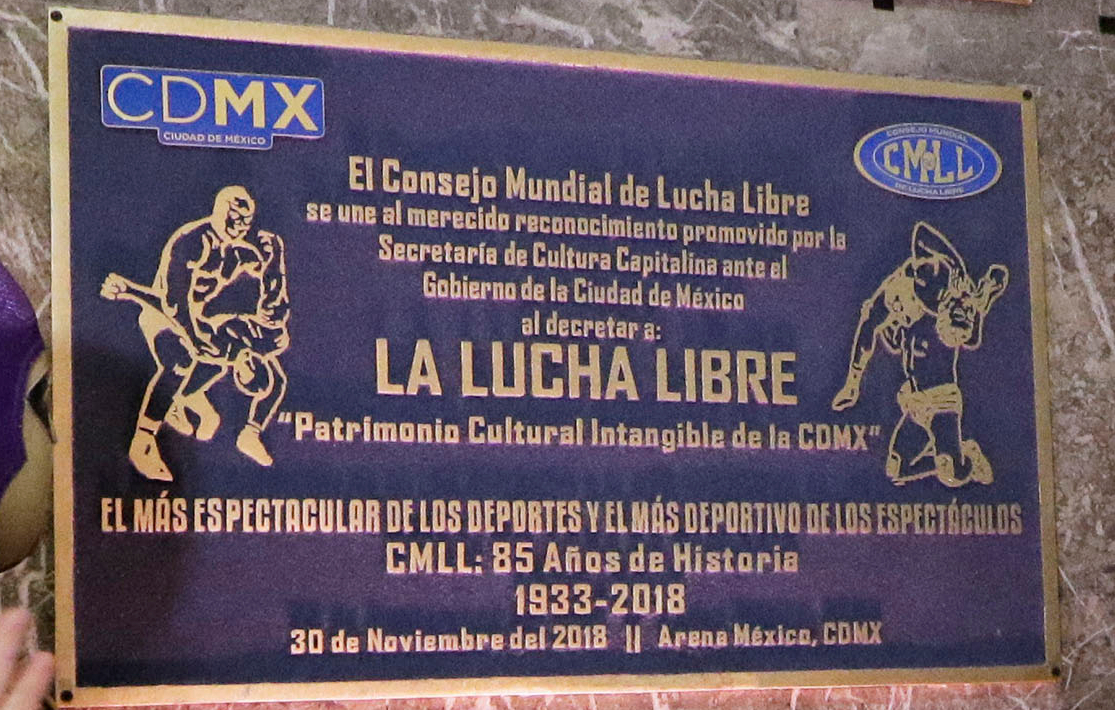 CDMX
CIUDAD DE MÉXICO
CONSEJO MUNDIAL
CMLL
DE LUCHA LIBRE
El Consejo Mundial de Lucha Libre
se une al merecido reconocimiento promovido por la
Secretaría de Cultura Capitalina ante el
Gobierno de la Ciudad de México
al decretar a:
LA LUCHA LIBRE
"Patrimonio Cultural Intangible de la CDMX"
EL MÁS ESPECTACULAR DE LOS DEPORTES Y EL MÁS DEPORTIVO DE LOS ESPECTÁCULOS
CMLL: 85 Años de Historia
1933-2018
30 de Noviembre del 2018 || Arena México, CDMX